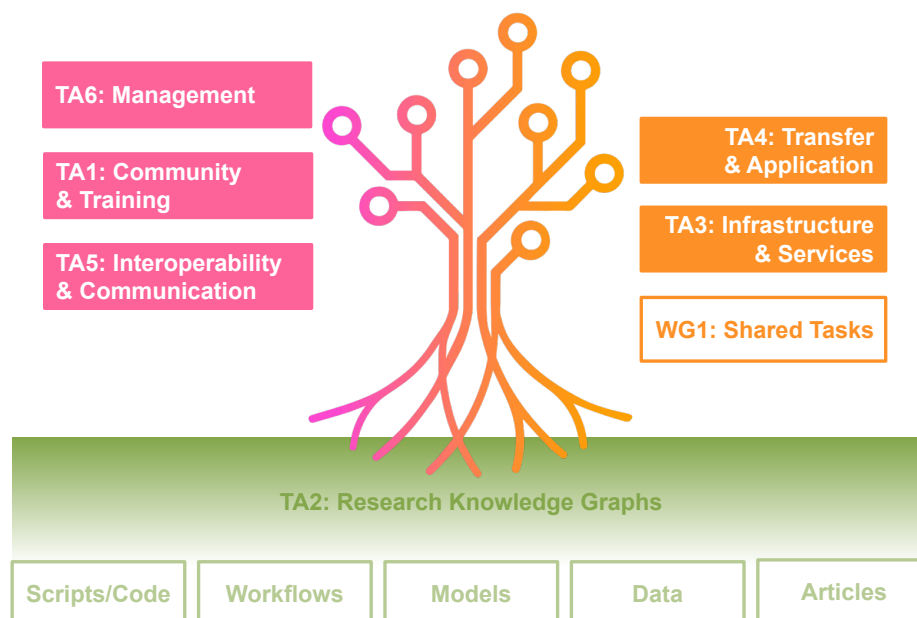 TA6: Management
TA1: Community
& Training
TA5: Interoperability
& Communication
TA4: Transfer
& Application
TA3: Infrastructure
& Services
WG1: Shared Tasks
TA2: Research Knowledge Graphs
Scripts/Code
Workflows
Models
Data
Articles